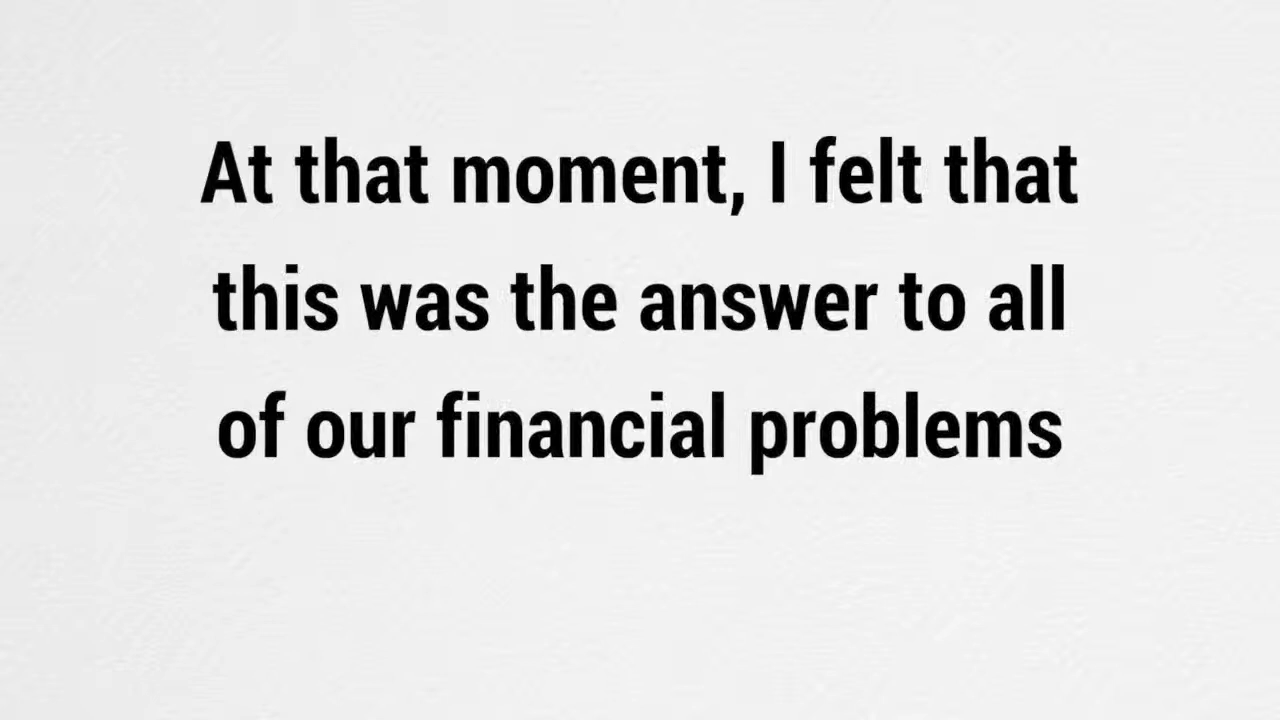 At that moment, I felt that
this was the answer to all
of our financial problems